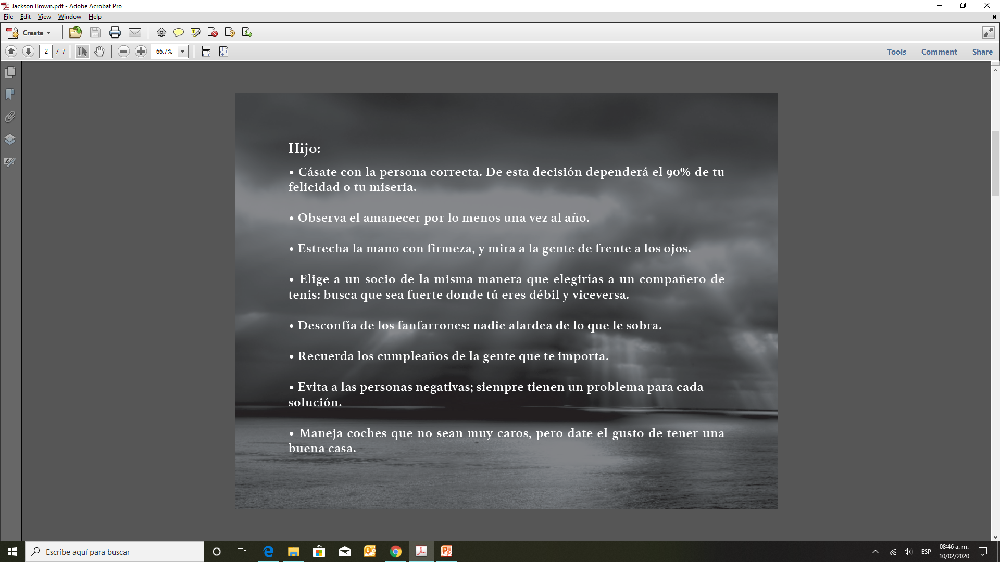 Jackson Brown.pdf - Adobe Acrobat Pro
File Edit View Window Help
Create
2 / 7 66.7% Tools Comment Share
Hijo:
• Cásate con la persona correcta. De esta decisión dependerá el 90% de tu
felicidad o tu miseria.
• Observa el amanecer por lo menos una vez al año.
• Estrecha la mano con firmeza, y mira a la gente de frente a los ojos.
• Elige a un socio de la misma manera que elegirías a un compañero de
tenis: busca que sea fuerte donde tú eres débil y viceversa.
• Desconfía de los fanfarrones: nadie alardea de lo que le sobra.
• Recuerda los cumpleaños de la gente que te importa.
• Evita a las personas negativas; siempre tienen un problema para cada
solución.
• Maneja coches que no sean muy caros, pero date el gusto de tener una
buena casa.
Escribe aquí para buscar
ESP
08:46 a. m.
10/02/2020